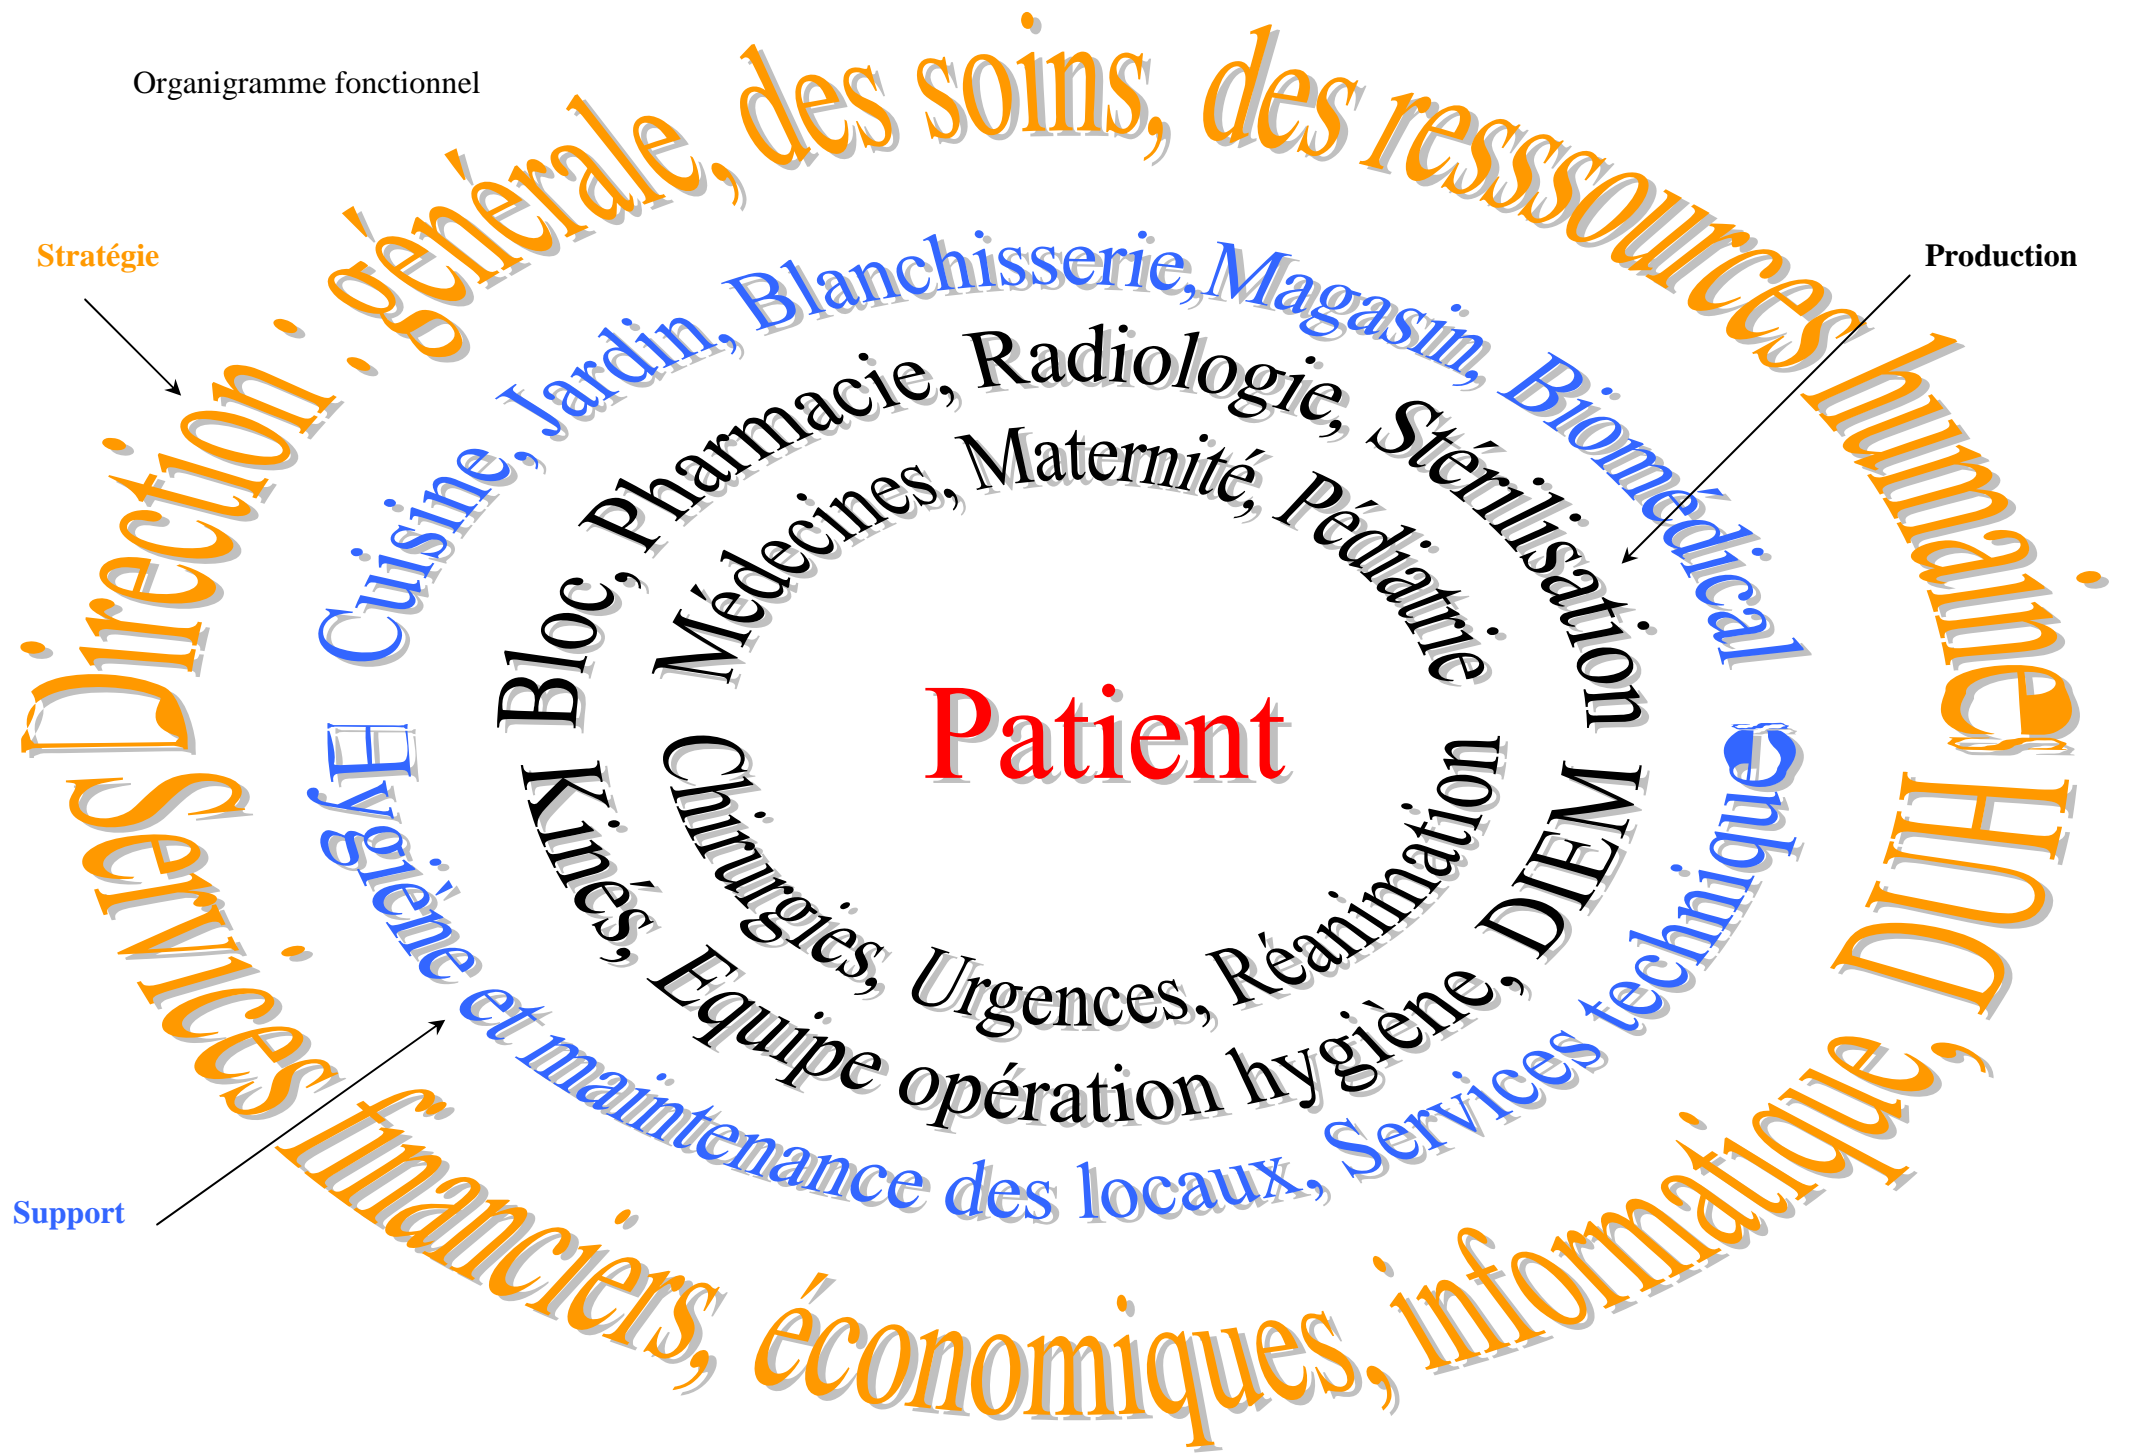 Organigramme fonctionnel
Direction : générale, des soins, des resssources humaines
Stratégie
Production
Cuisine, Jardin, Blanchisserie,Magasin, Biomédical
Bloc, Pharmacie, Radiologie, Stérilisation
Médecines, Maternité, Pédiatrie
Patient
Chirurgies, Urgences, Réanimation
Kinés, Equipe opération hygiène, DIEM
Hygiène et maintenance des locaux, Services techniques
Support
Services financiers, économiques, informatique, DUH